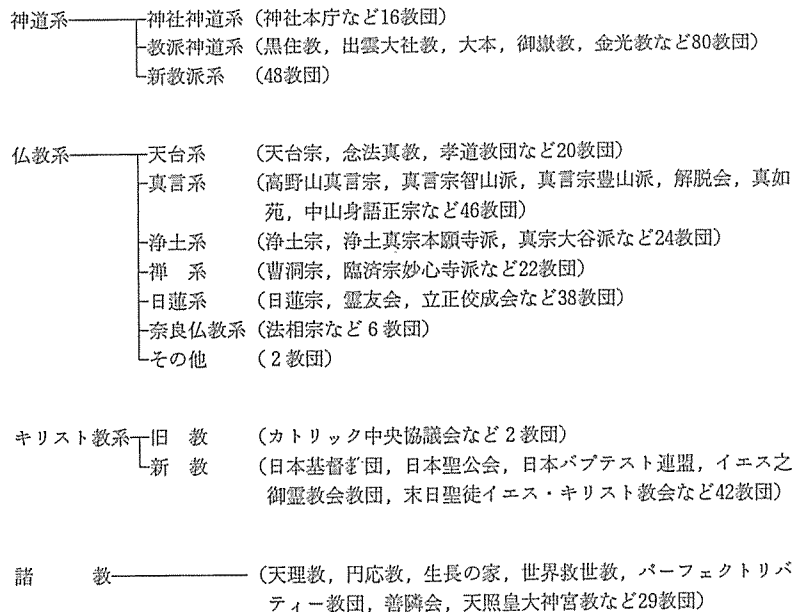 神道系 神社神道系（神社本庁など16教団）
教派神道系（黒住教，出雲大社教，大本，御嶽教，金光教など80教団）
新教派系（48教団）
仏教系 天台系（天台宗，念法真教，孝道教団など20教団）
真言系（高野山真言宗，真言宗智山派，真言宗豊山派，解脱会，真如
苑，中山身語正宗など46教団）
浄土系（浄土宗，浄土真宗本願寺派，真宗大谷派など24教団）
禅 系（曹洞宗，臨済宗妙心寺派など22教団）
日蓮系（日蓮宗，霊友会，立正佼成会など38教団）
奈良仏教系（法相宗など6教団）
その他（2教団）
キリスト教系 旧 教（カトリック中央協議会など2教団）
新 教（日本基督教団，日本聖公会，日本バプテスト連盟，イエス之
御霊教会教団，末日聖徒イエス・キリスト教会など42教団）
諸 教（天理教，円応教，生長の家，世界救世教，パーフェクトリバ
ティー教団，善隣会，天照皇大神宮教など29教団）